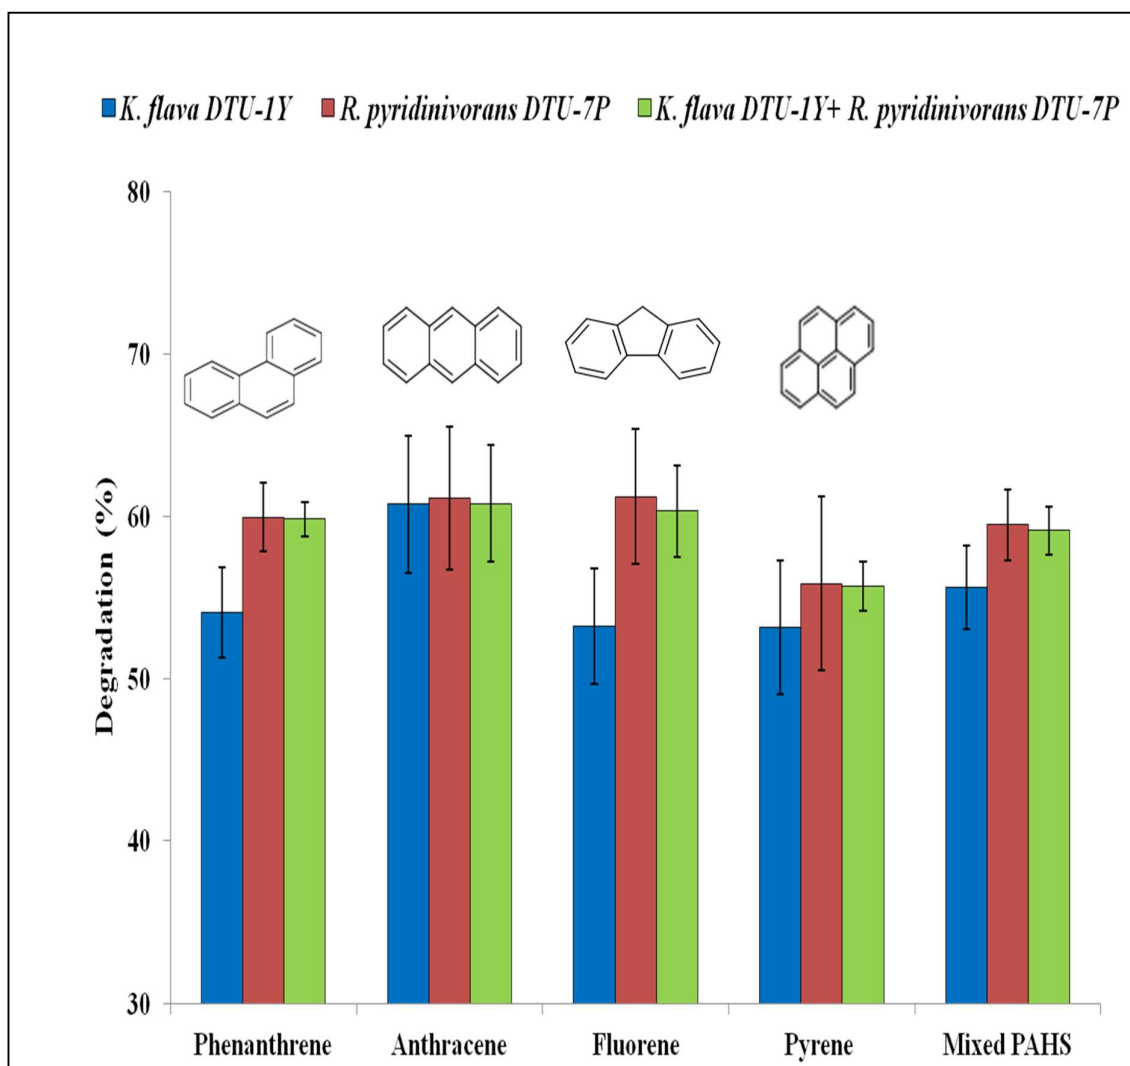 K. flava DTU-1Y R. pyridinivorans DTU-7P K. flava DTU-1Y+ R. pyridinivorans DTU-7P
80
70
60
50
40
30
Degradation (%)
Phenanthrene Anthracene Fluorene Pyrene Mixed PAHS